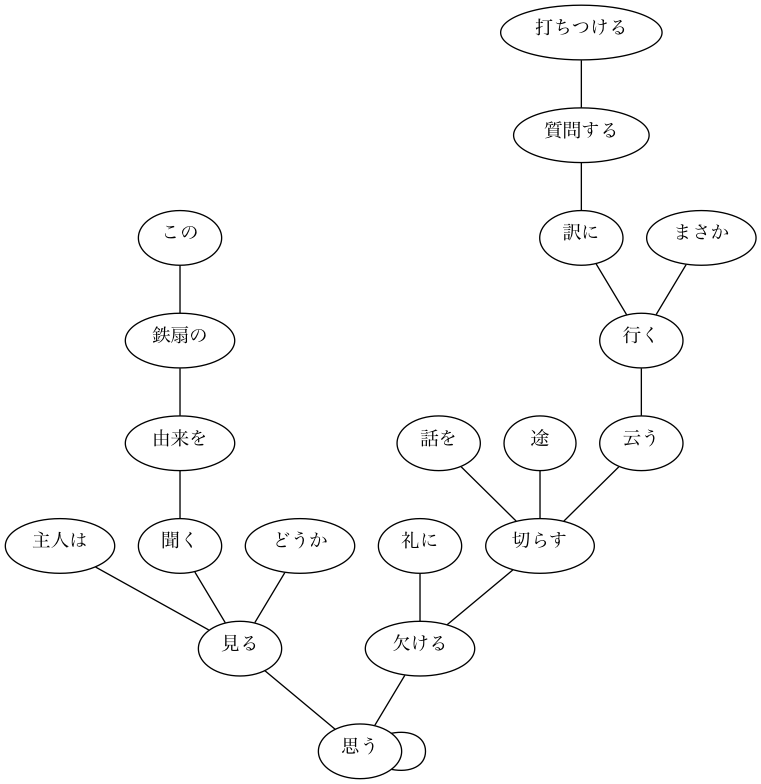 打ちつける
質問する
この
訳に
まさか
鉄扇の
行く
由来を
話を
途
云う
主人は
聞く
どうか
礼に
切らす
見る
欠ける
思う